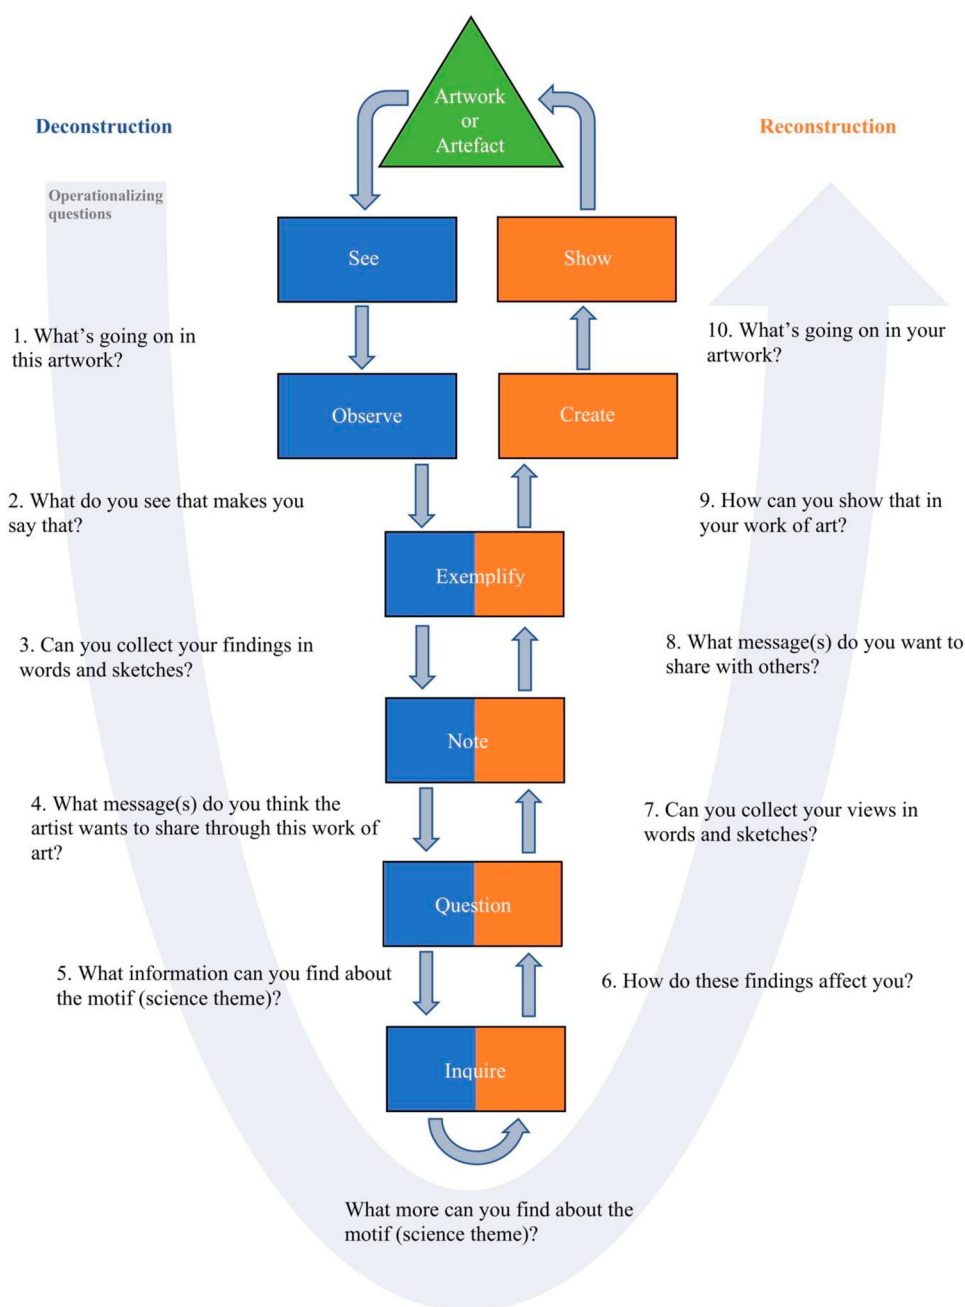 Artwork
or
Artefact
Deconstruction
Reconstruction
Operationalizing
questions
See
Show
1. What's going on in
this artwork?
10. What's going on in your
artwork?
Observe
Create
2. What do you see that makes you
say that?
9. How can you show that in
your work of art?
Exemplify
3. Can you collect your findings in
words and sketches?
8. What message(s) do you want to
share with others?
Note
4. What message(s) do you think the
artist wants to share through this work of
art?
7. Can you collect your views in
words and sketches?
Question
5. What information can you find about
the motif (science theme)?
6. How do these findings affect you?
Inquire
What more can you find about the
motif (science theme)?